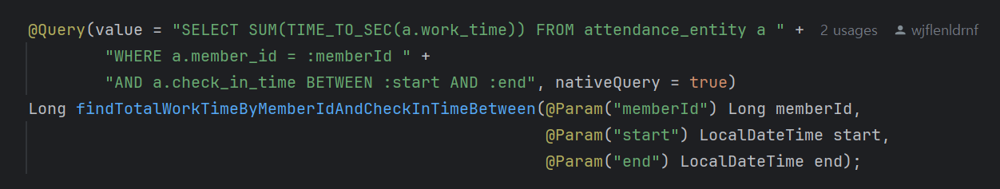 @Query(value = "SELECT SUM(TIME_TO_SEC(a.work_time)) FROM attendance_entity a " + 2 usages wjflenldrnf
"WHERE a.member_id = :memberId " +
"AND a.check_in_time BETWEEN :start AND :end", nativeQuery = true)
Long findTotalWorkTimeByMemberIdAndCheckInTimeBetween(@Param("memberId") Long memberId,
@Param("start") LocalDateTime start,
@Param("end") LocalDateTime end);